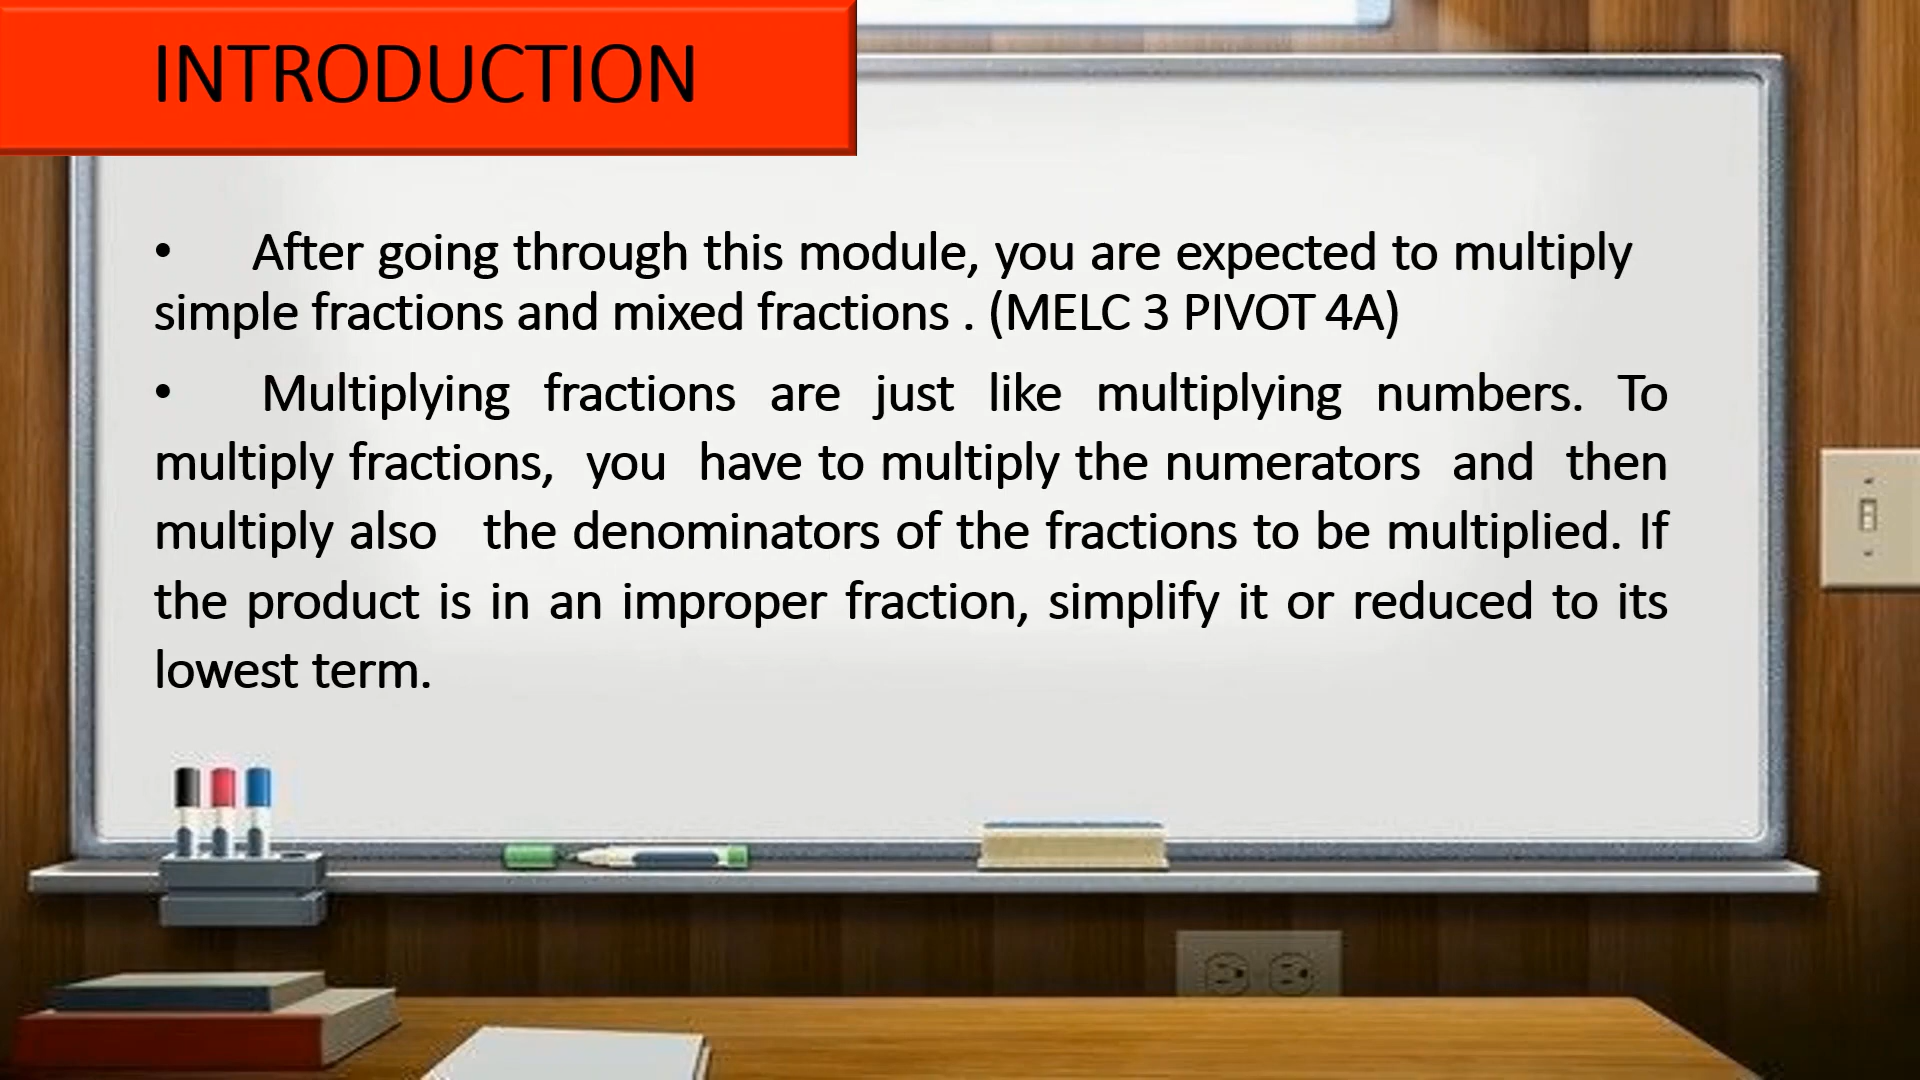 INTRODUCTION
• After going through this module, you are expected to multiply
simple fractions and mixed fractions . (MELC 3 PIVOT 4A)
• Multiplying fractions are just like multiplying numbers. To
multiply fractions, you have to multiply the numerators and then
multiply also the denominators of the fractions to be multiplied. If
the product is in an improper fraction, simplify it or reduced to its
lowest term.